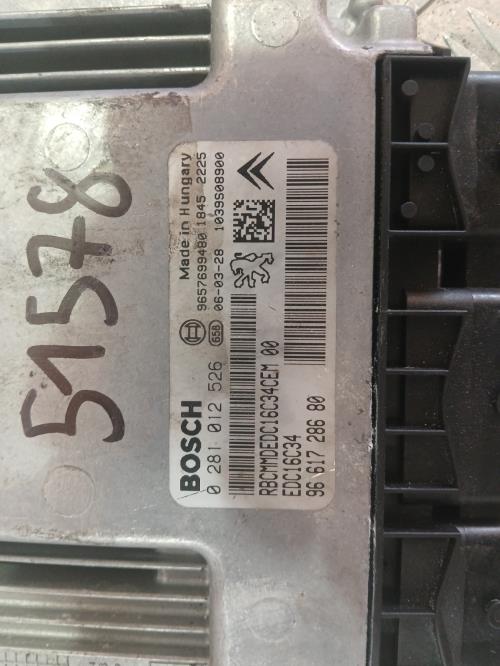 51578
Made in Hungary
9657699480 1845 2225
06-03-28 1039S08900
658
BOSCH
0 281 012 526
RBCMMDEDC16C34CEM 00
EDC16C34
96 617 286 80